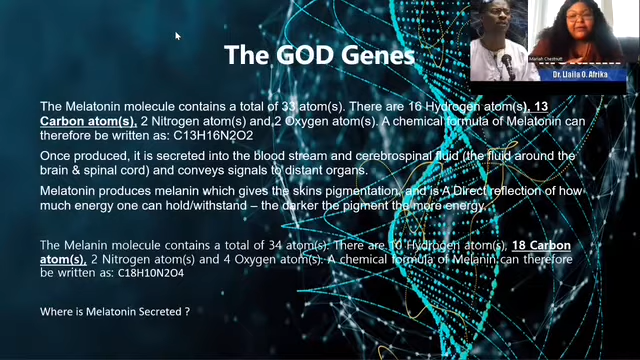 The GOD Genes
The Melatonin molecule contains a total of 33 atom(s). There are 16 Hydrogen atom(s), 13
Carbon atom(s), 2 Nitrogen atom(s) and,2 Oxygen atom(s). A chemical formula of Melatonin can
therefore be written as: C13H16N2O2
Once produced, it is secreted into the blood stream and cerebrospinal fluid (the fluid around the
brain & spinal cord) and conveys signals to distant organs.
Melatonin produces melanin which gives the skins pigmentation, and is A Direct reflection of how
much energy one can hold/withstand – the darker the pigment the more energy.
The Melanin molecule contains a total of 34 atom(s). There are 10 Hydrogen atom(s), 18 Carbon
atom(s), 2 Nitrogen atom(s) and 4 Oxygen atom(s). A chemical formula of Melanin can therefore
be written as: C18H10N2O4
Where is Melatonin Secreted ?
Dr. Llaila O. Afrika